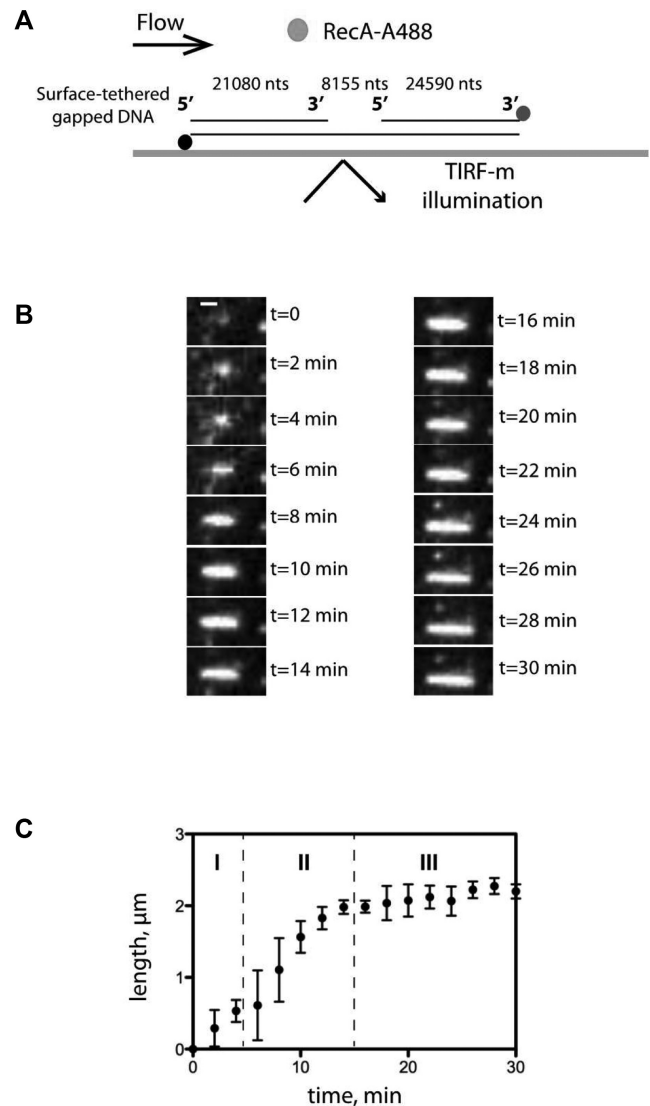 A
Flow
RecA-A488
21080 nts 8155 nts 24590 nts
Surface-tethered
gapped DNA
5′ 3′ 5′ 3′
TIRF-m
illumination
B
t=0
t=2 min
t=4 min
t=6 min
t=8 min
t=10 min
t=12 min
t=14 min
t=16 min
t=18 min
t=20 min
t=22 min
t=24 min
t=26 min
t=28 min
t=30 min
C
I II III
3
2
1
0
length, μm
0 10 20 30
time, min